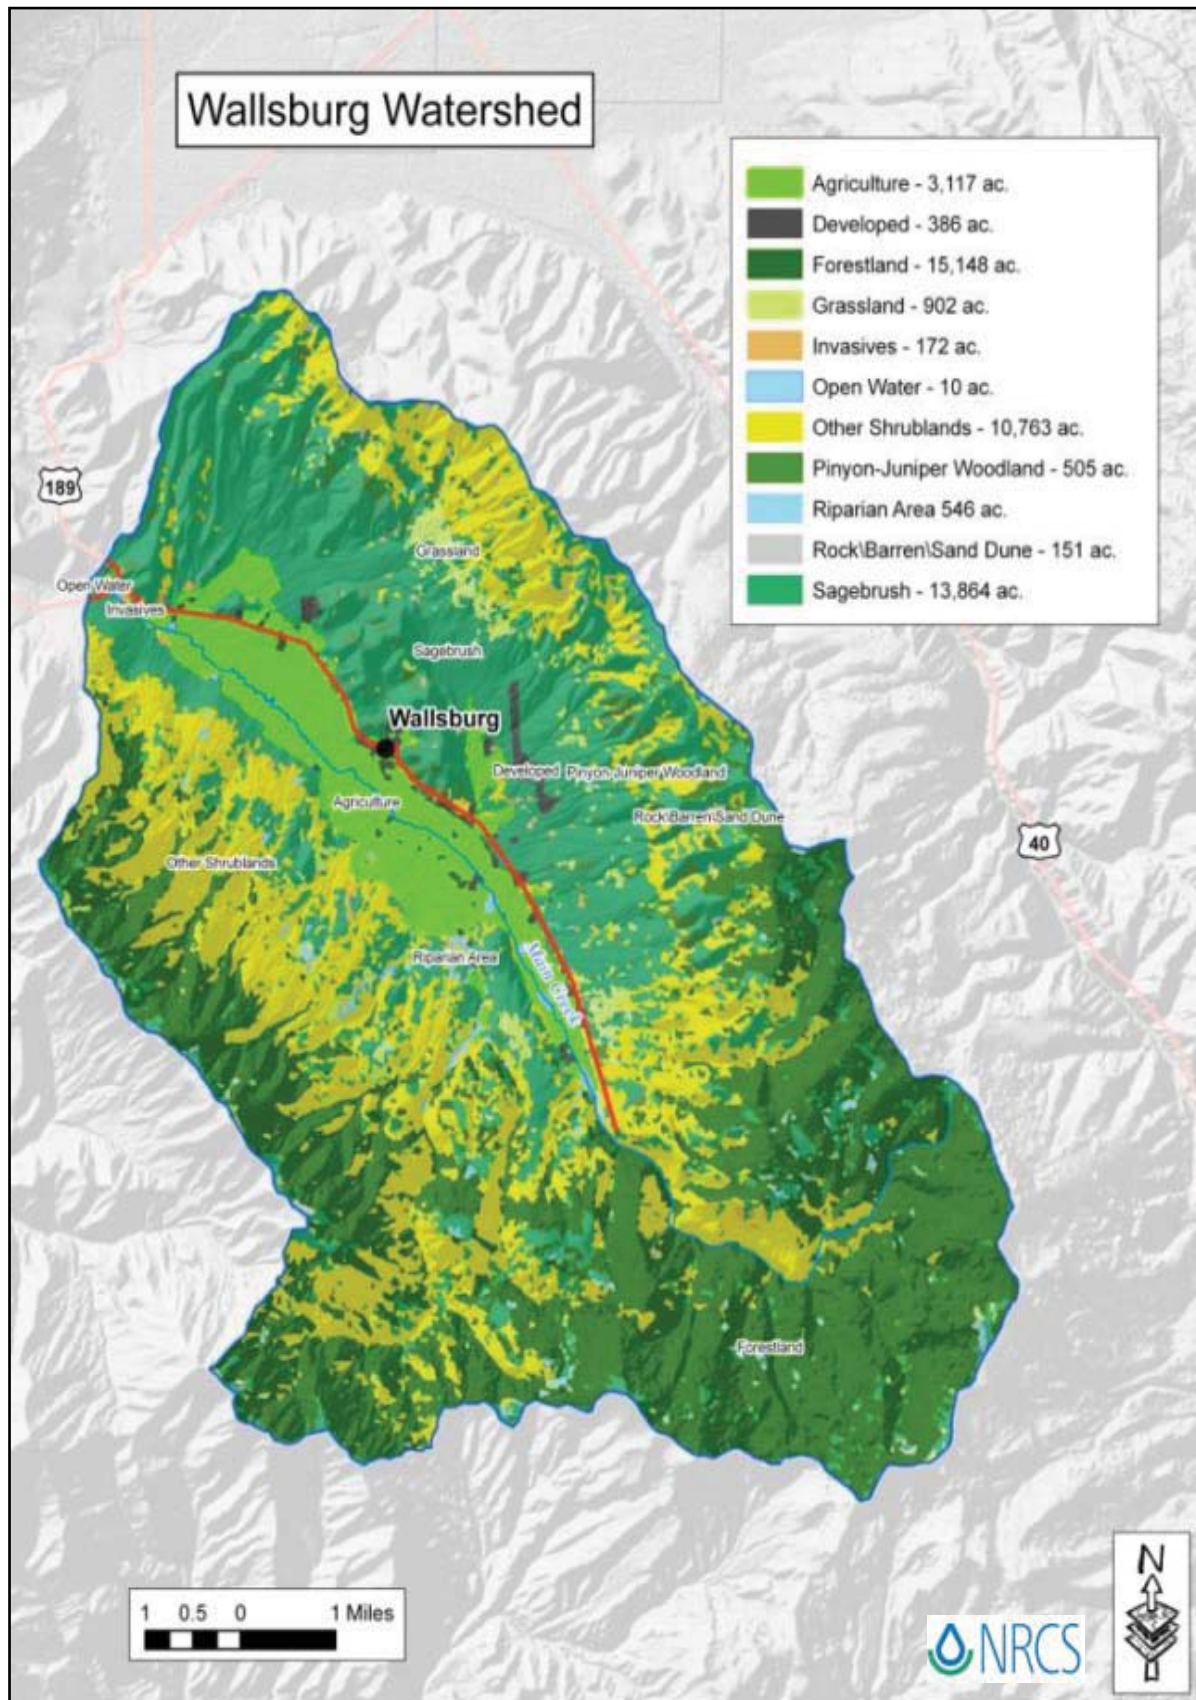 Wallsburg Watershed
Agriculture - 3,117 ac.
Developed - 386 ac.
Forestland - 15,148 ac.
Grassland - 902 ac.
Invasives - 172 ac.
Open Water - 10 ac.
Other Shrublands - 10,763 ac.
Pinyon-Juniper Woodland - 505 ac.
Riparian Area 546 ac.
Rock\Barren\Sand Dune - 151 ac.
Sagebrush - 13,864 ac.
189
Grassland
Open Water
Invasives
Sagebrush
Wallsburg
Developed
Pinyon-Juniper Woodland
Agriculture
Rock\Barren\Sand Dune
40
Other Shrublands
Riparian Area
Main Creek
Forestland
1 0.5 0 1 Miles
N
NRCS